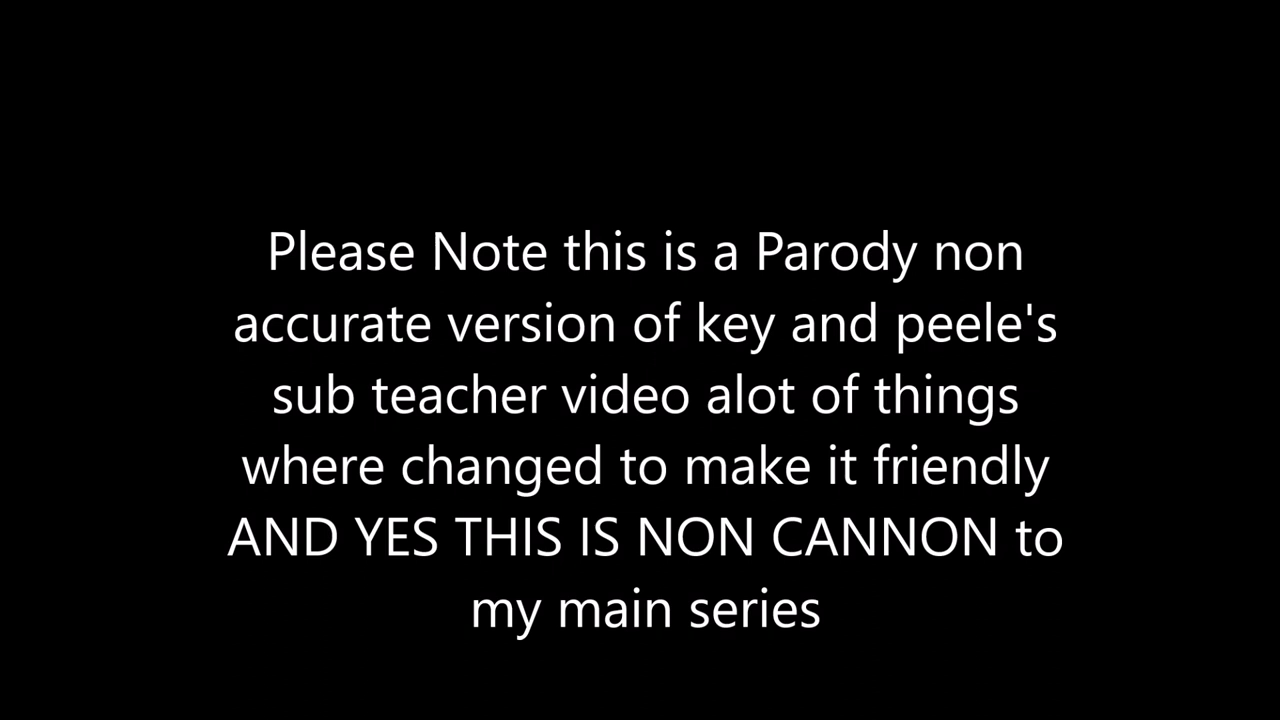 Please Note this is a Parody non
accurate version of key and peele's
sub teacher video alot of things
where changed to make it friendly
AND YES THIS IS NON CANNON to
my main series